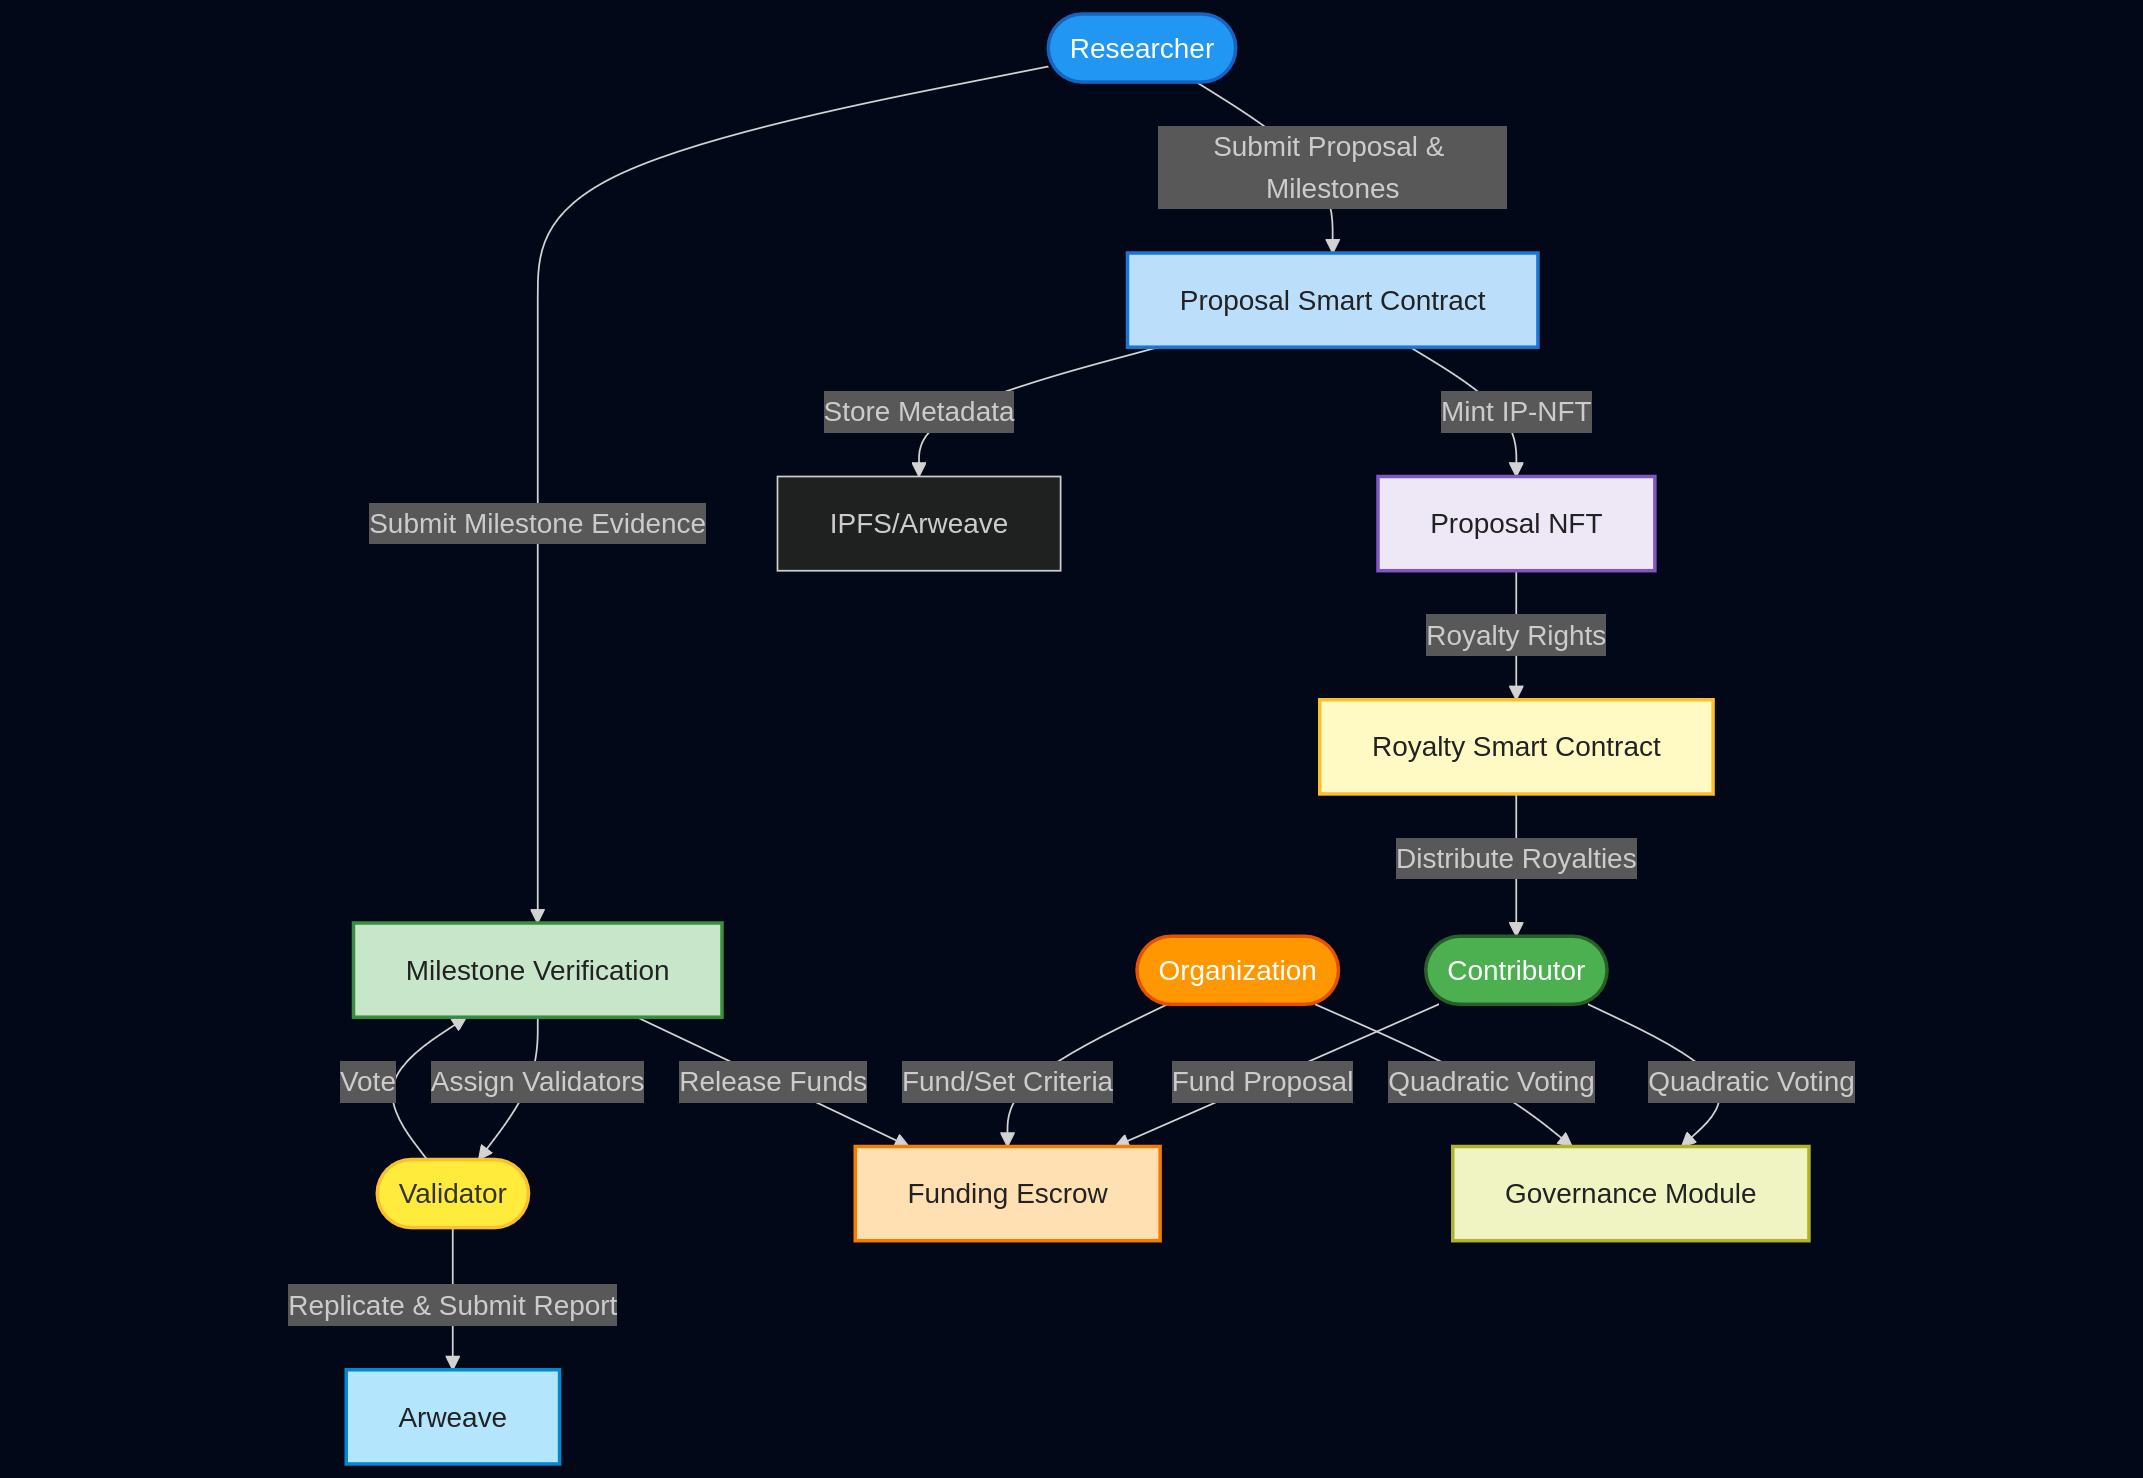 Researcher
Submit Proposal &
Milestones
Proposal Smart Contract
Store Metadata
Mint IP-NFT
Submit Milestone Evidence
IPFS/Arweave
Proposal NFT
Royalty Rights
Royalty Smart Contract
Distribute Royalties
Milestone Verification
Organization
Contributor
Vote
Assign Validators
Release Funds
Fund/Set Criteria
Fund Proposal
Quadratic Voting
Quadratic Voting
Validator
Funding Escrow
Governance Module
Replicate & Submit Report
Arweave